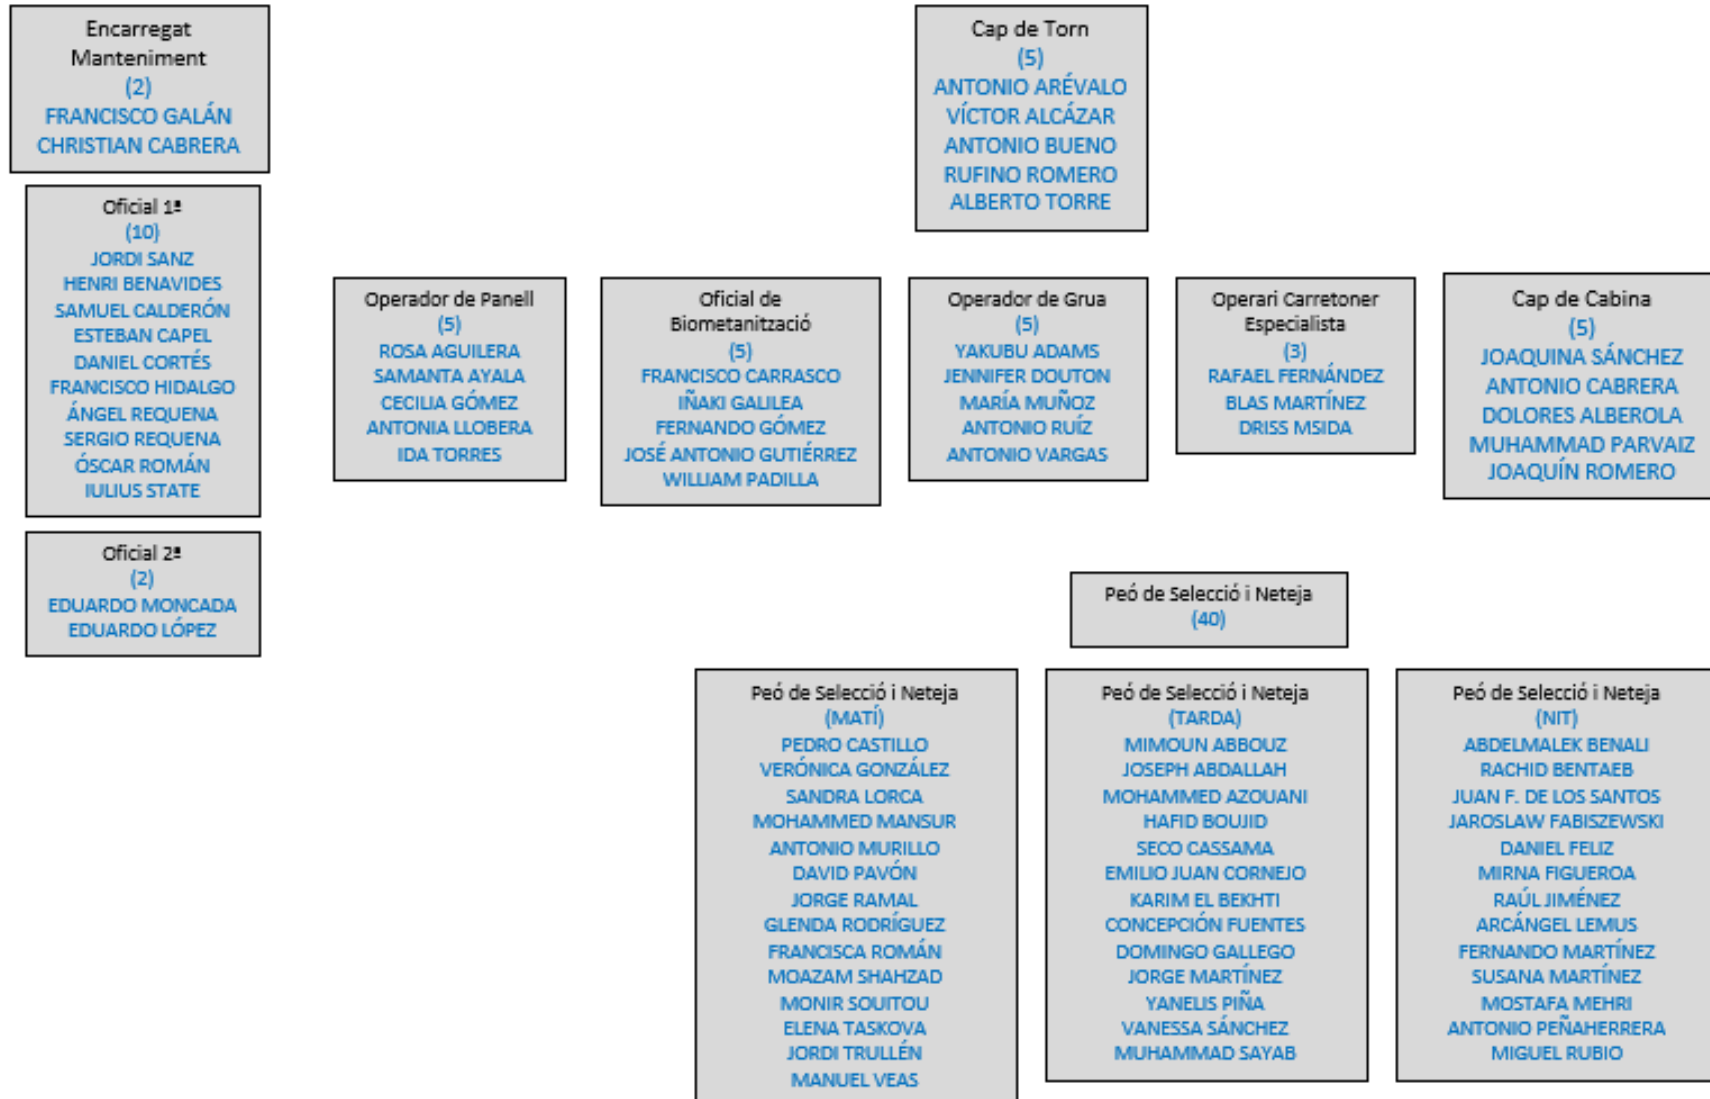 Encarregat
Manteniment
(2)
FRANCISCO GALÁN
CHRISTIAN CABRERA
Cap de Torn
(5)
ANTONIO ARÉVALO
VÍCTOR ALCÁZAR
ANTONIO BUENO
RUFINO ROMERO
ALBERTO TORRE
Oficial 1ª
(10)
JORDI SANZ
HENRI BENAVIDES
SAMUEL CALDERÓN
ESTEBAN CAPEL
DANIEL CORTÉS
FRANCISCO HIDALGO
ÁNGEL REQUENA
SERGIO REQUENA
ÓSCAR ROMÁN
IULIUS STATE
Operador de Panell
(5)
ROSA AGUILERA
SAMANTA AYALA
CECILIA GÓMEZ
ANTONIA LLOBERA
IDA TORRES
Oficial de
Biometanització
(5)
FRANCISCO CARRASCO
IÑAKI GALILEA
FERNANDO GÓMEZ
JOSÉ ANTONIO GUTIÉRREZ
WILLIAM PADILLA
Operador de Grua
(5)
YAKUBU ADAMS
JENNIFER DOUTON
MARÍA MUÑOZ
ANTONIO RUÍZ
ANTONIO VARGAS
Operari Carretoner
Especialista
(3)
RAFAEL FERNÁNDEZ
BLAS MARTÍNEZ
DRISS MSIDA
Cap de Cabina
(5)
JOAQUINA SÁNCHEZ
ANTONIO CABRERA
DOLORES ALBEROLA
MUHAMMAD PARVAIZ
JOAQUÍN ROMERO
Oficial 2ª
(2)
EDUARDO MONCADA
EDUARDO LÓPEZ
Peó de Selecció i Neteja
(40)
Peó de Selecció i Neteja
(MATÍ)
PEDRO CASTILLO
VERÓNICA GONZÁLEZ
SANDRA LORCA
MOHAMMED MANSUR
ANTONIO MURILLO
DAVID PAVÓN
JORGE RAMAL
GLENDA RODRÍGUEZ
FRANCISCA ROMÁN
MOAZAM SHAHZAD
MONIR SOUITOU
ELENA TASKOVA
JORDI TRULLÉN
MANUEL VEAS
Peó de Selecció i Neteja
(TARDA)
MIMOUN ABBOUZ
JOSEPH ABDALLAH
MOHAMMED AZOUANI
HAFID BOUJID
SECO CASSAMA
EMILIO JUAN CORNEJO
KARIM EL BEKHTI
CONCEPCIÓN FUENTES
DOMINGO GALLEGO
JORGE MARTÍNEZ
YANELIS PIÑA
VANESSA SÁNCHEZ
MUHAMMAD SAYAB
Peó de Selecció i Neteja
(NIT)
ABDELMALEK BENALI
RACHID BENTAEB
JUAN F. DE LOS SANTOS
JAROSLAW FABISZEWSKI
DANIEL FELIZ
MIRNA FIGUEROA
RAÚL JIMÉNEZ
ARCÁNGEL LEMUS
FERNANDO MARTÍNEZ
SUSANA MARTÍNEZ
MOSTAFA MEHRI
ANTONIO PEÑAHERRERA
MIGUEL RUBIO